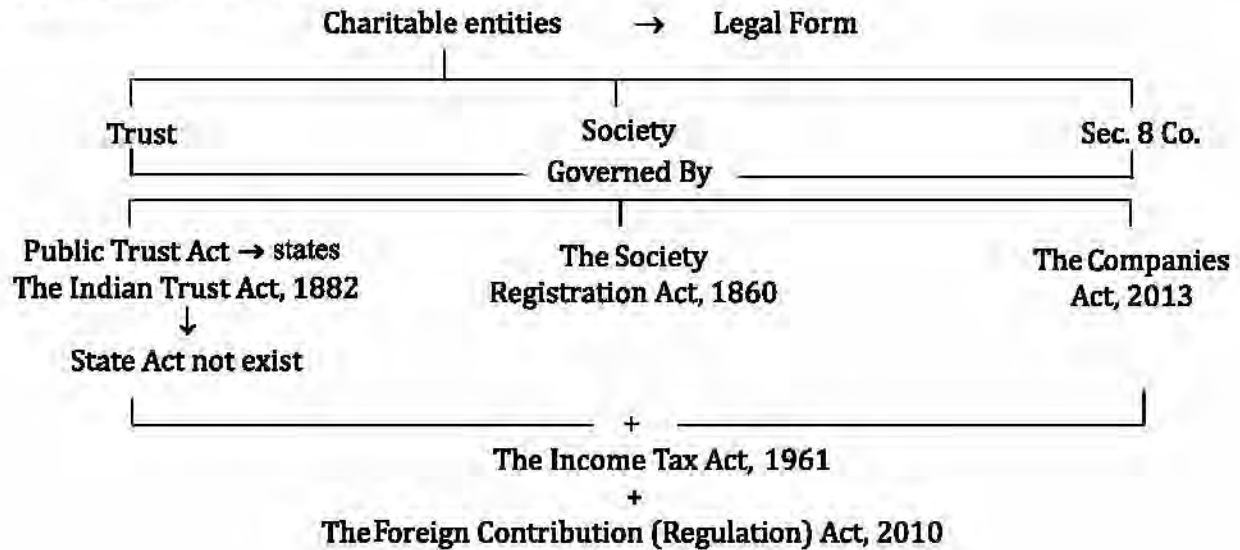 Charitable entities → Legal Form
Trust Society Sec. 8 Co.
Governed By
Public Trust Act → states
The Indian Trust Act, 1882
↓
State Act not exist
The Society
Registration Act, 1860
The Companies
Act, 2013
+
The Income Tax Act, 1961
+
The Foreign Contribution (Regulation) Act, 2010